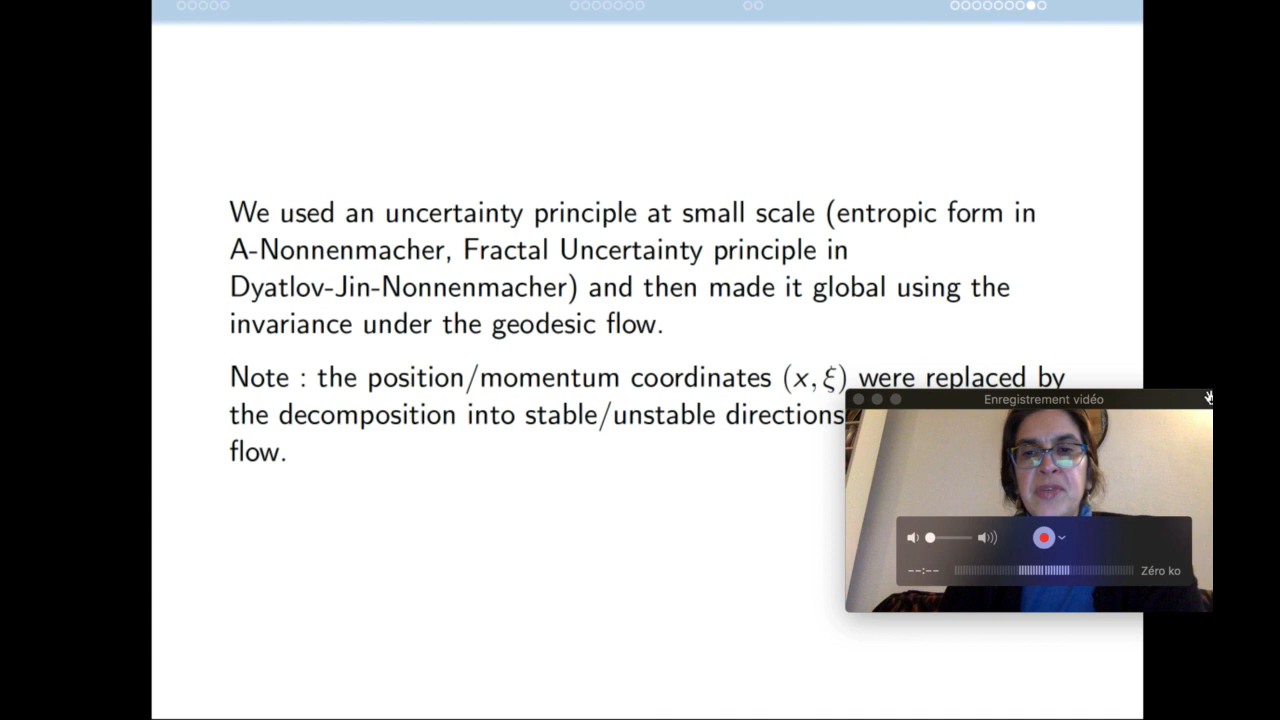 We used an uncertainty principle at small scale (entropic form in
A-Nonnenmacher, Fractal Uncertainty principle in
Dyatlov-Jin-Nonnenmacher) and then made it global using the
invariance under the geodesic flow.
Note : the position/momentum coordinates (x, ξ) were replaced by
the decomposition into stable/unstable directions
flow.
Enregistrement vidéo
--:--
Zéro ko